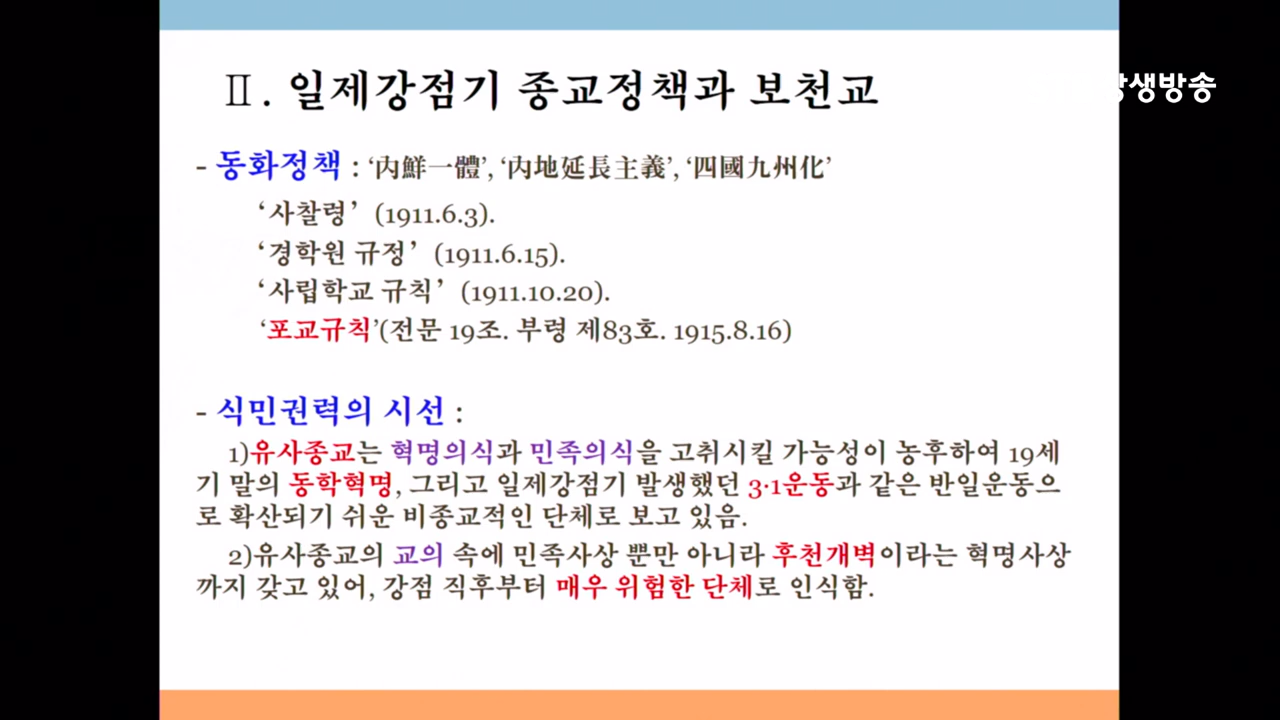 Ⅱ. 일제강점기 종교정책과 보천교
상생방송
- 동화정책 : ‘內鮮一體’, ‘內地延長主義’, ‘四國九州化’
‘사찰령’ (1911.6.3).
‘경학원 규정’ (1911.6.15).
‘사립학교 규칙’ (1911.10.20).
‘포교규칙’(전문 19조. 부령 제83호. 1915.8.16)
- 식민권력의 시선 :
1)유사종교는 혁명의식과 민족의식을 고취시킬 가능성이 농후하여 19세
기 말의 동학혁명, 그리고 일제강점기 발생했던 3·1운동과 같은 반일운동으
로 확산되기 쉬운 비종교적인 단체로 보고 있음.
2)유사종교의 교의 속에 민족사상 뿐만 아니라 후천개벽이라는 혁명사상
까지 갖고 있어, 강점 직후부터 매우 위험한 단체로 인식함.